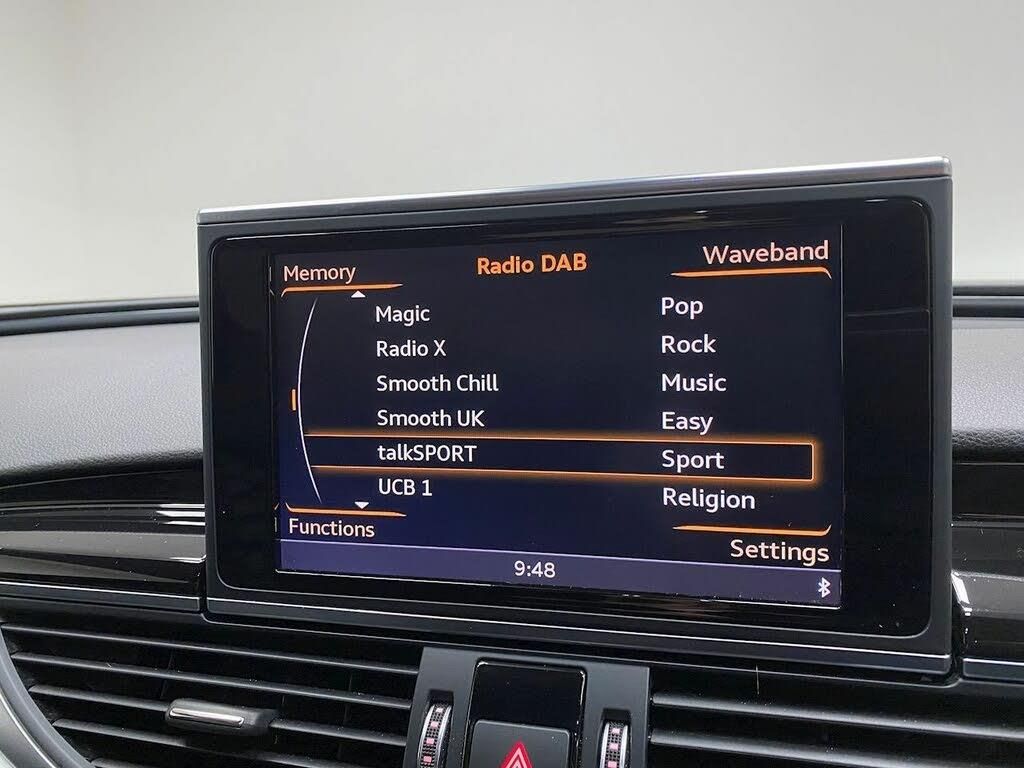 Memory Radio DAB Waveband
Magic Pop
Radio X Rock
Smooth Chill Music
Smooth UK Easy
talkSPORT Sport
UCB 1 Religion
Functions Settings
9:48